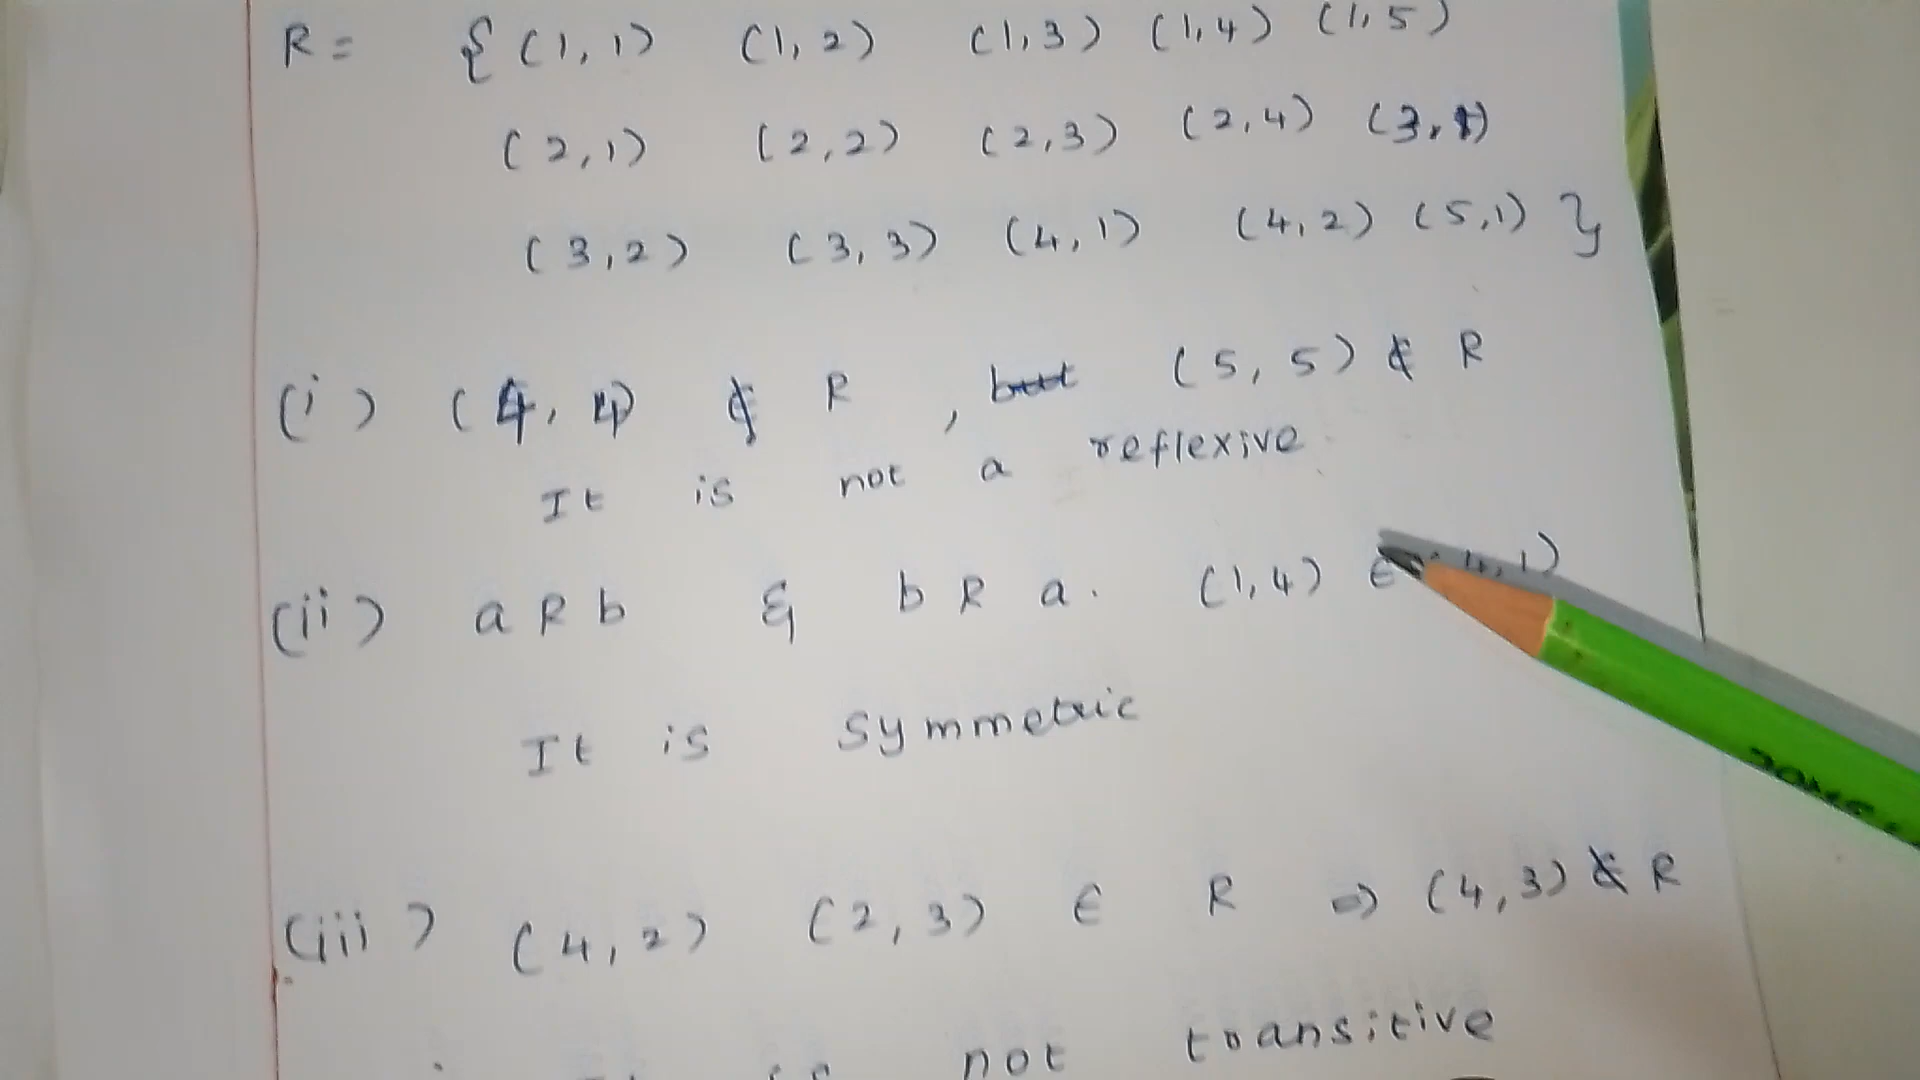 R = { (1, 1) (1, 2) (1, 3) (1, 4) (1, 5)
(2, 1) (2, 2) (2, 3) (2, 4) (3, 1)
(3, 2) (3, 3) (4, 1) (4, 2) (5, 1) }
(i) (4, 4) ∉ R , but (5, 5) ∉ R
It is not a reflexive
(ii) a R b & b R a. (1, 4) ∈ 1)
It is symmetric
(iii) (4, 2) (2, 3) ∈ R ⇒ (4, 3) ∉ R
not transitive